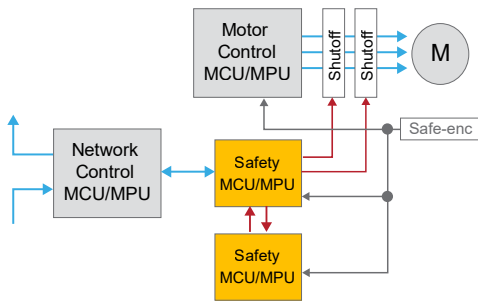 Motor
Control
MCU/MPU
Shutoff
Shutoff
M
Safe-enc
Network
Control
MCU/MPU
Safety
MCU/MPU
Safety
MCU/MPU